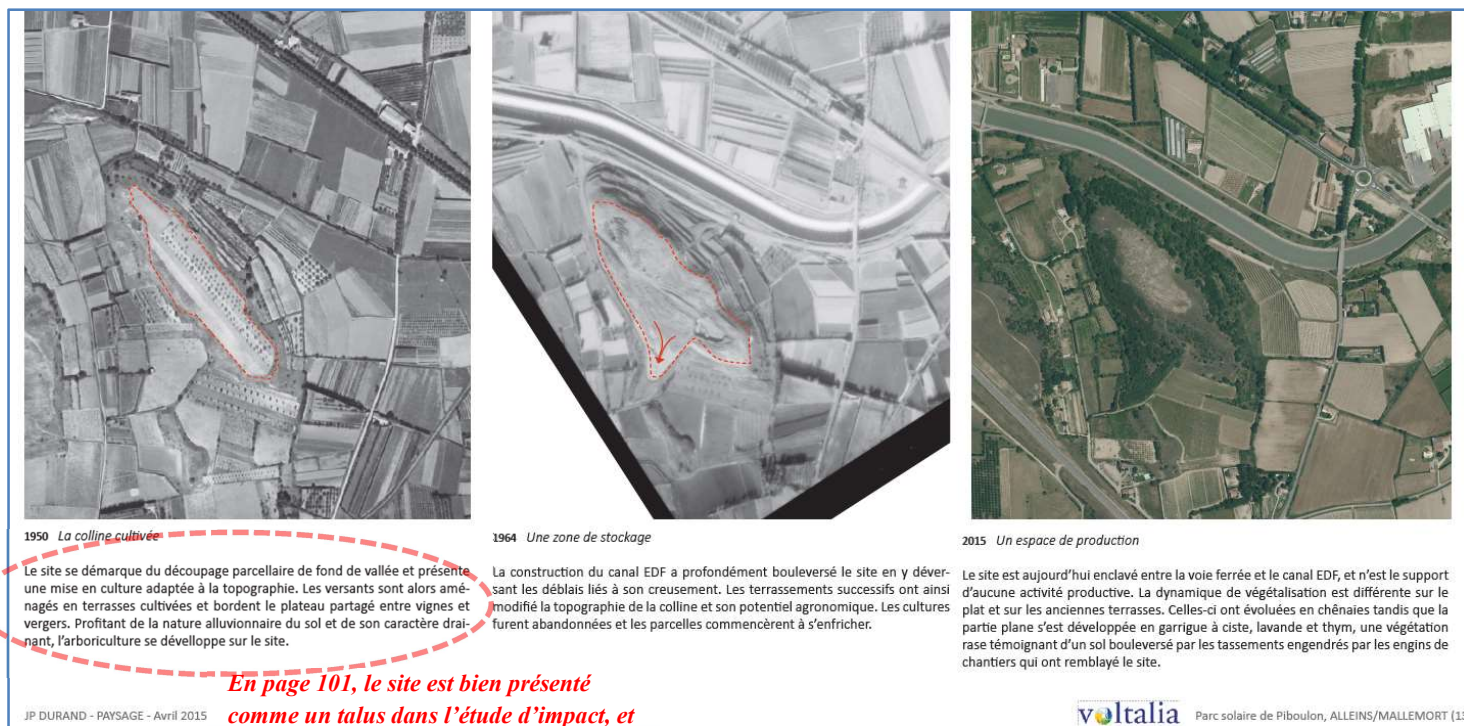 1950 La colline cultivée
Le site se démarque du découpage parcellaire de fond de vallée et présente
une mise en culture adaptée à la topographie. Les versants sont alors amé-
nagés en terrasses cultivées et bordent le plateau partagé entre vignes et
vergers. Profitant de la nature alluvionnaire du sol et de son caractère drai-
nant, l'arboriculture se dévelloppe sur le site.
1964 Une zone de stockage
La construction du canal EDF a profondément bouleversé le site en y déver-
sant les déblais liés à son creusement. Les terrassements successifs ont ainsi
modifié la topographie de la colline et son potentiel agronomique. Les cultures
furent abandonnées et les parcelles commencèrent à s'enfricher.
2015 Un espace de production
Le site est aujourd'hui enclavé entre la voie ferrée et le canal EDF, et n'est le support
d'aucune activité productive. La dynamique de végétalisation est différente sur le
plat et sur les anciennes terrasses. Celles-ci ont évoluées en chênaies tandis que la
partie plane s'est développée en garrigue à ciste, lavande et thym, une végétation
rase témoignant d'un sol bouleversé par les tassements engendrés par les engins de
chantiers qui ont remblayé le site.
En page 101, le site est bien présenté
comme un talus dans l'étude d'impact, et
JP DURAND - PAYSAGE - Avril 2015
voltalia Parc solaire de Piboulon, ALLEINS/MALLEMORT (13